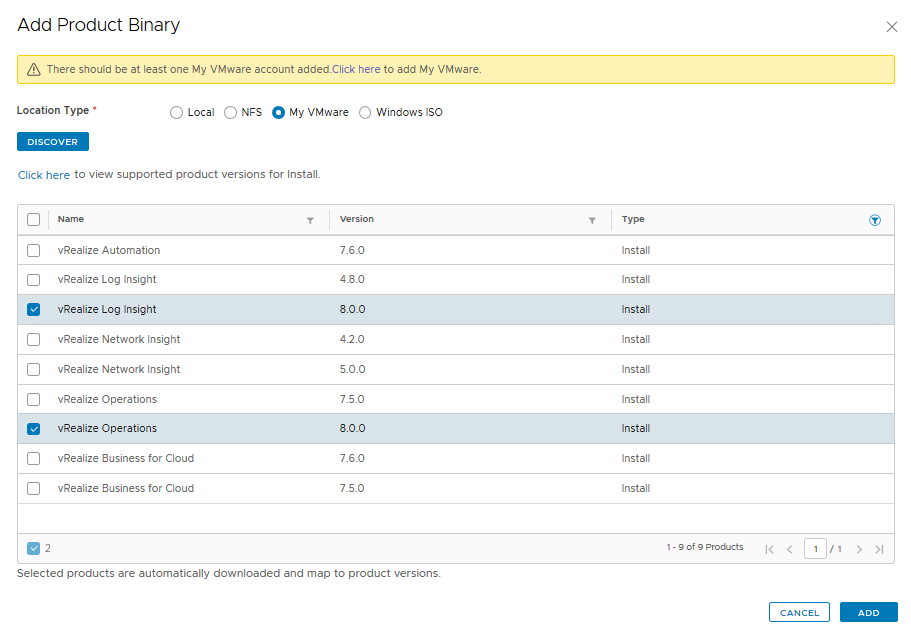 Add Product Binary
There should be at least one My VMware account added.Click here to add My VMware.
Location Type * Local NFS My VMware Windows ISO
DISCOVER
Click here to view supported product versions for Install.
Name Version Type
vRealize Automation 7.6.0 Install
vRealize Log Insight 4.8.0 Install
vRealize Log Insight 8.0.0 Install
vRealize Network Insight 4.2.0 Install
vRealize Network Insight 5.0.0 Install
vRealize Operations 7.5.0 Install
vRealize Operations 8.0.0 Install
vRealize Business for Cloud 7.6.0 Install
vRealize Business for Cloud 7.5.0 Install
2 1 - 9 of 9 Products 1 / 1
Selected products are automatically downloaded and map to product versions.
CANCEL ADD